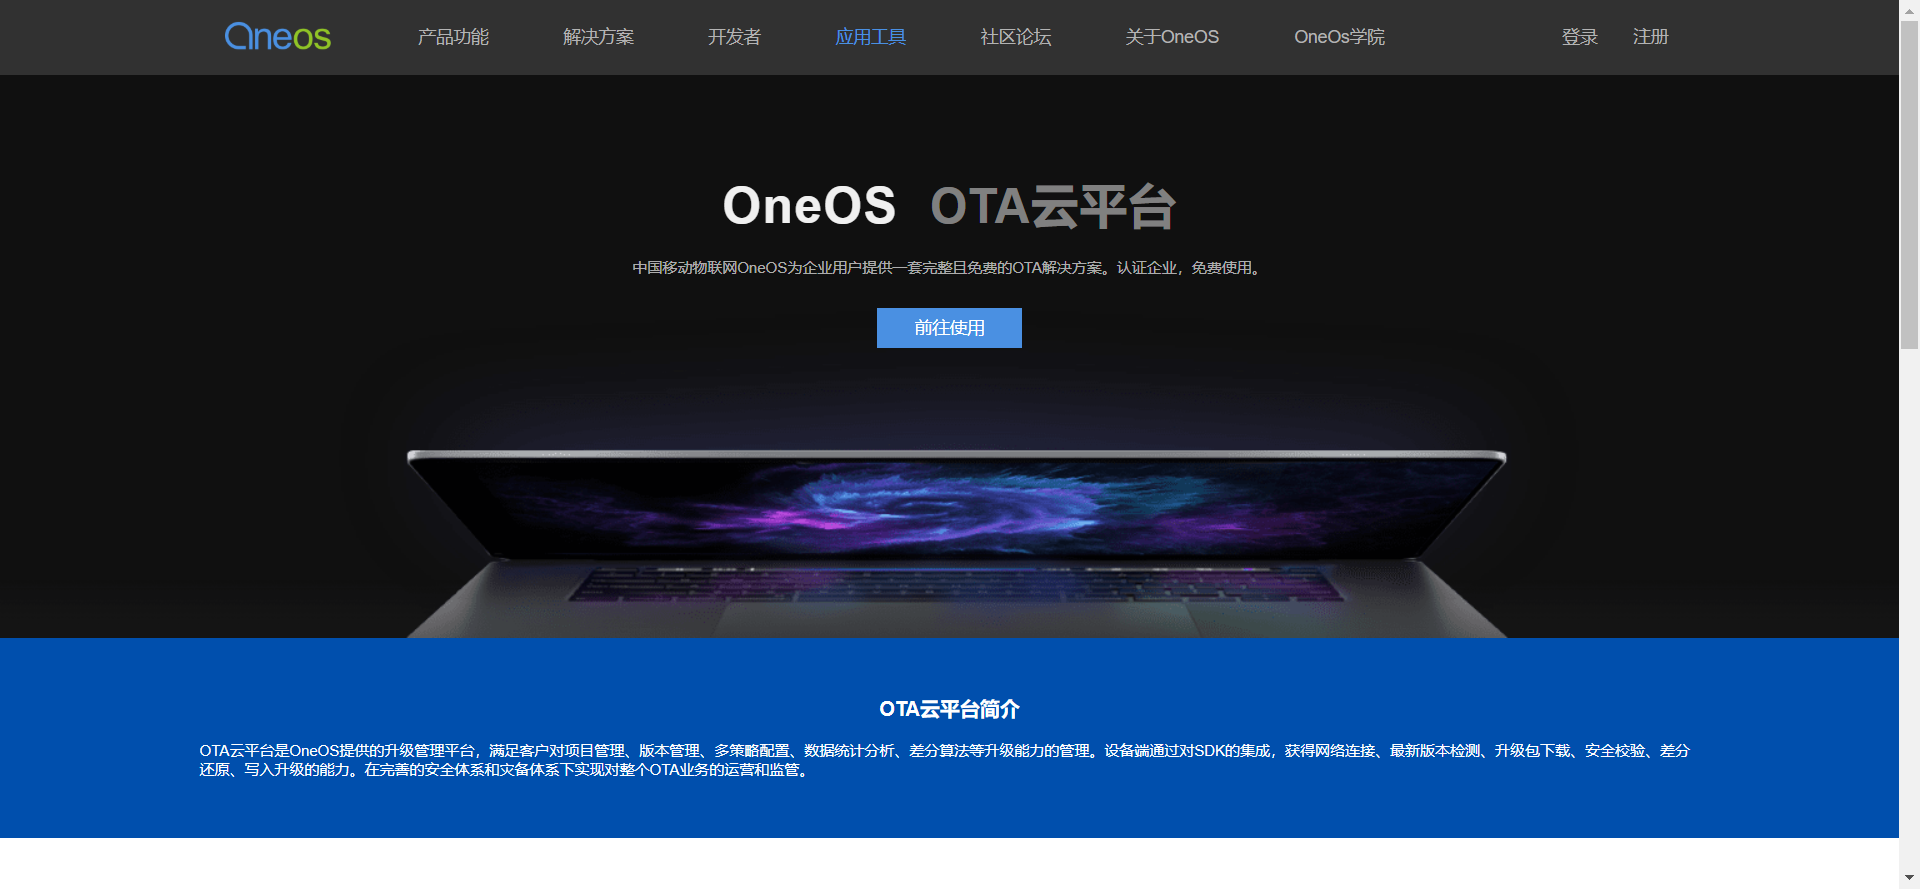 Oneos
产品功能
解决方案
开发者
应用工具
社区论坛
关于OneOS
OneOs学院
登录
注册
OneOS OTA云平台
中国移动物联网OneOS为企业用户提供一套完整且免费的OTA解决方案。认证企业，免费使用。
前往使用
OTA云平台简介
OTA云平台是OneOS提供的升级管理平台，满足客户对项目管理、版本管理、多策略配置、数据统计分析、差分算法等升级能力的管理。设备端通过对SDK的集成，获得网络连接、最新版本检测、升级包下载、安全校验、差分
还原、写入升级的能力。在完善的安全体系和灾备体系下实现对整个OTA业务的运营和监管。